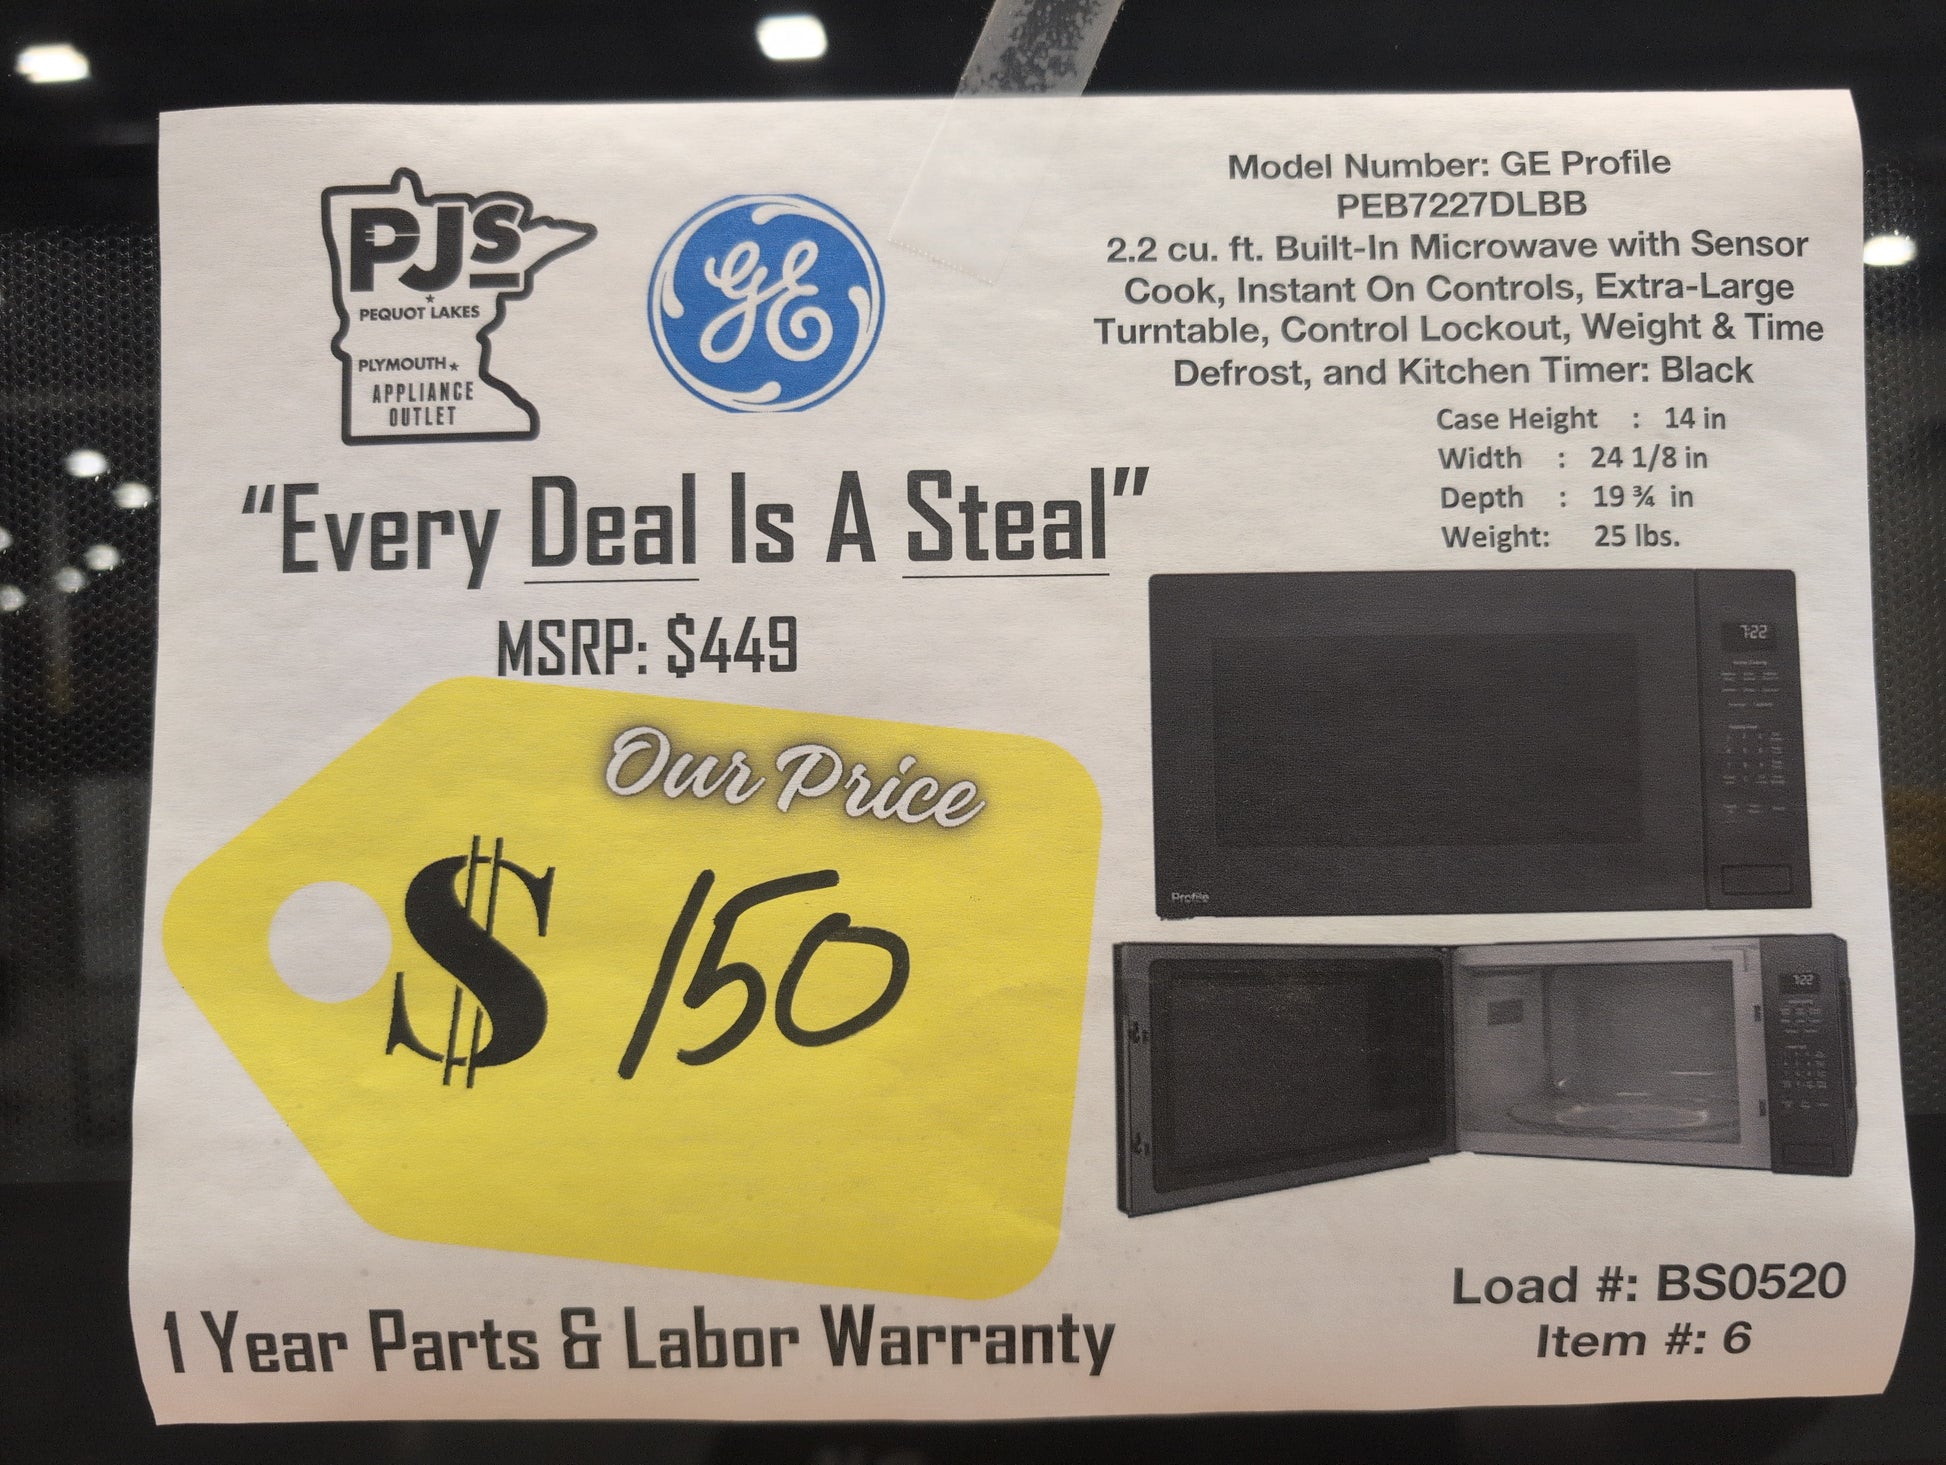 PJS
PEQUOT LAKES
PLYMOUTH
APPLIANCE
OUTLET
GE
Model Number: GE Profile
PEB7227DLBB
2.2 cu. ft. Built-In Microwave with Sensor
Cook, Instant On Controls, Extra-Large
Turntable, Control Lockout, Weight & Time
Defrost, and Kitchen Timer: Black
Case Height : 14 in
Width : 24 1/8 in
Depth : 19 ¾ in
Weight: 25 lbs.
"Every Deal Is A Steal"
MSRP: $449
Our Price
$ 150
7:22
Profile
7:22
1 Year Parts & Labor Warranty
Load #: BS0520
Item #: 6